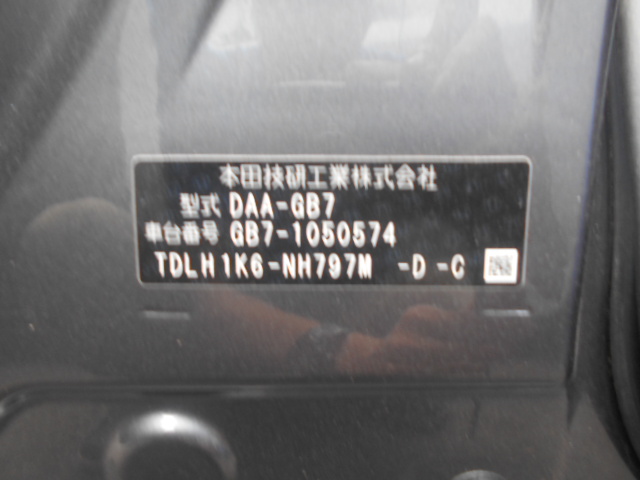 本田技研工業株式会社
型式 DAA-GB7
車台番号 GB7-1050574
TDLH1K6-NH797M -D -C